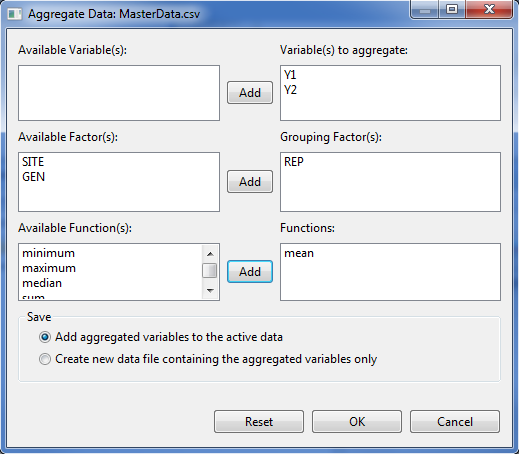 Aggregate Data: MasterData.csv
Available Variable(s):
Variable(s) to aggregate:
Y1
Y2
Add
Available Factor(s):
Grouping Factor(s):
SITE
GEN
REP
Add
Available Function(s):
Functions:
minimum
maximum
median
sum
mean
Add
Save
Add aggregated variables to the active data
Create new data file containing the aggregated variables only
Reset
OK
Cancel